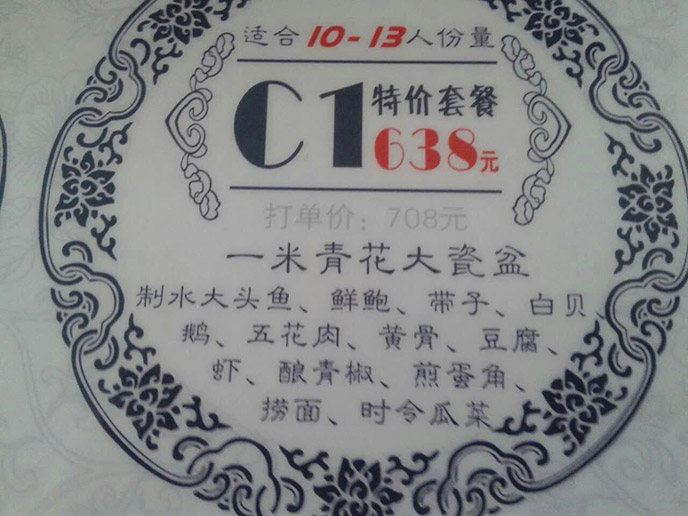 适合10-13人份量
C1特价套餐
638元
打单价：708元
一米青花大瓷盆
制水大头鱼、鲜鲍、带子、白贝、
鹅、五花肉、黄骨、豆腐、
虾、酿青椒、煎蛋角、
捞面、时令瓜菜